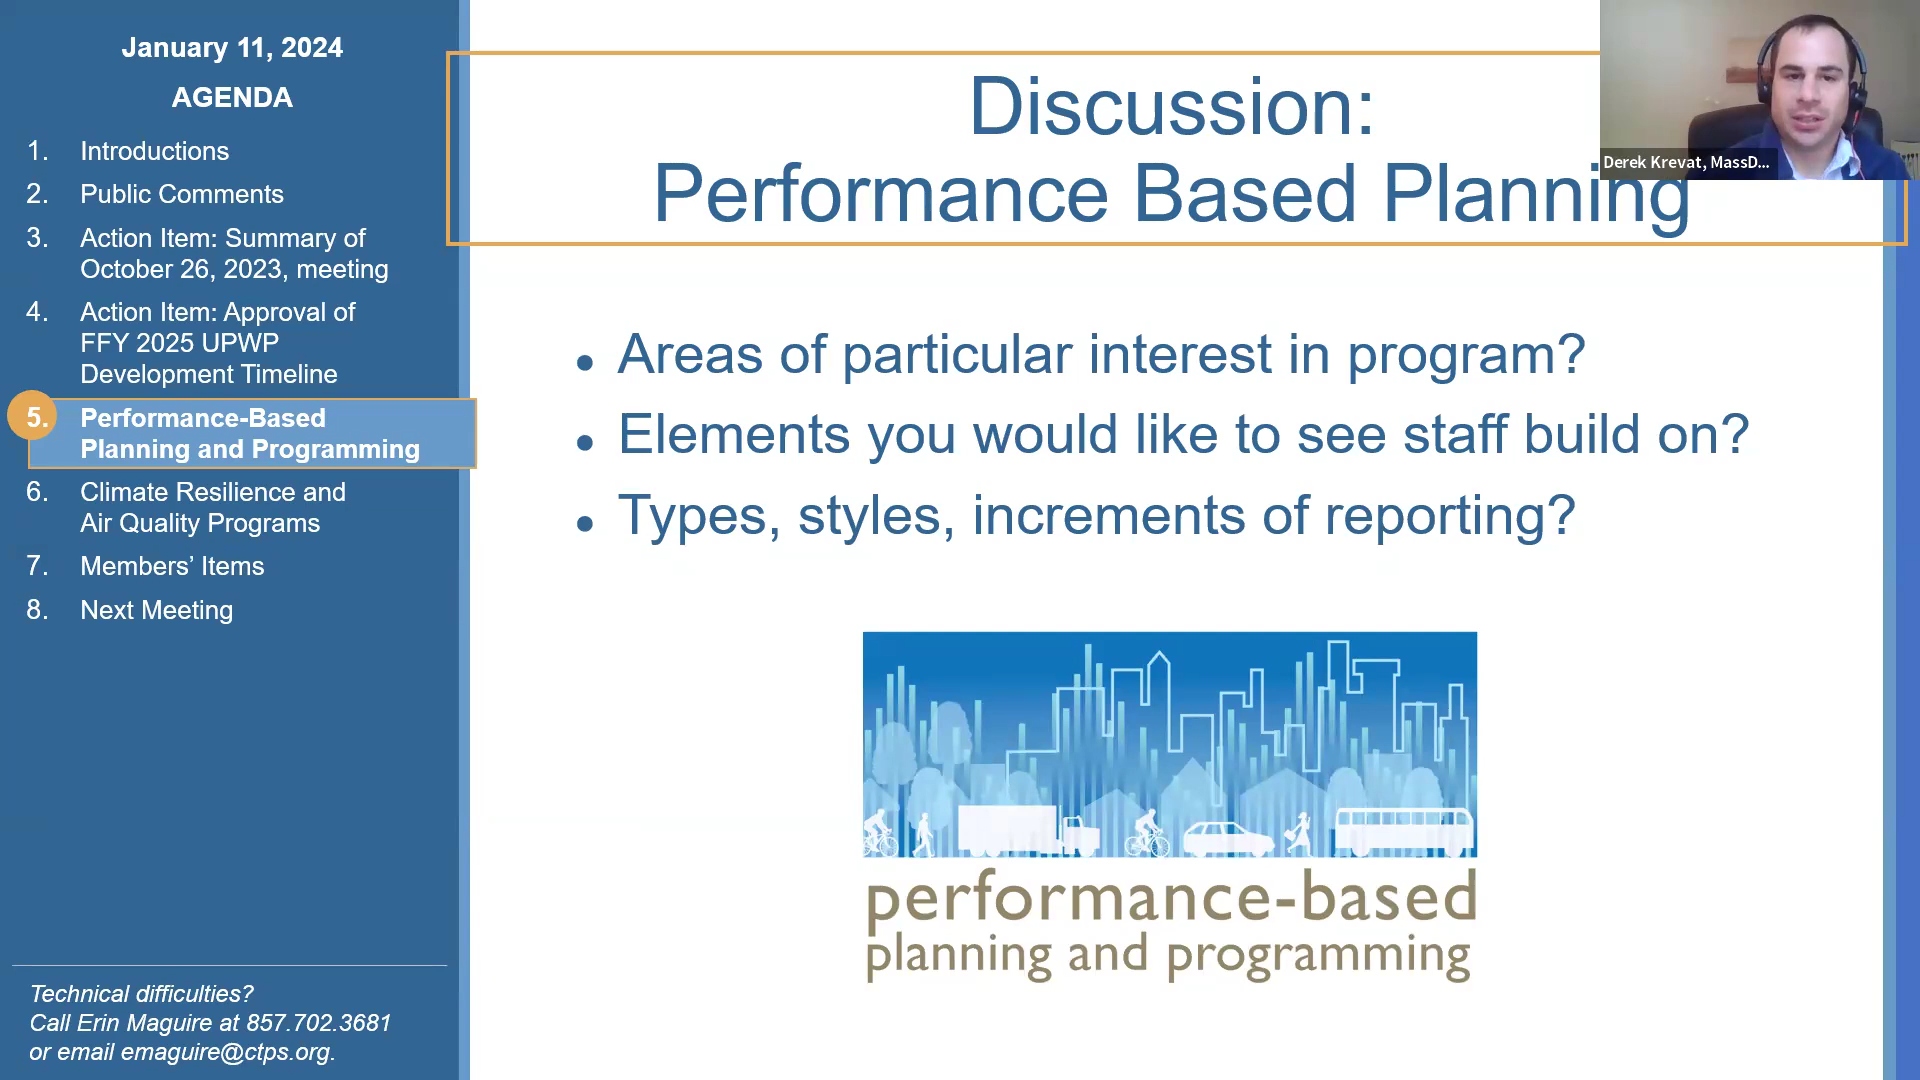 January 11, 2024
AGENDA
1. Introductions
2. Public Comments
3. Action Item: Summary of
October 26, 2023, meeting
4. Action Item: Approval of
FFY 2025 UPWP
Development Timeline
5. Performance-Based
Planning and Programming
6. Climate Resilience and
Air Quality Programs
7. Members’ Items
8. Next Meeting
Technical difficulties?
Call Erin Maguire at 857.702.3681
or email emaguire@ctps.org.
Discussion:
Performance Based Planning
Derek Krevat, MassD...
• Areas of particular interest in program?
• Elements you would like to see staff build on?
• Types, styles, increments of reporting?
performance-based
planning and programming